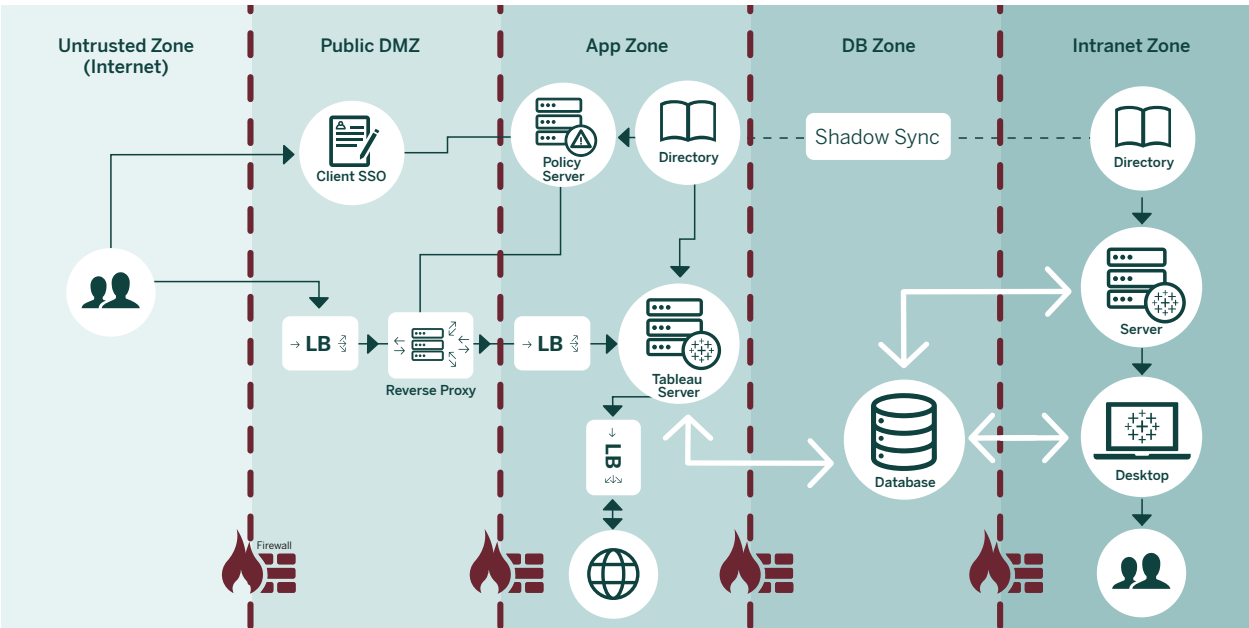 Untrusted Zone
(Internet)
Public DMZ
App Zone
DB Zone
Intranet Zone
Client SSO
Policy
Server
Directory
Shadow Sync
Directory
LB
Reverse Proxy
LB
Tableau
Server
Server
LB
Database
Desktop
Firewall